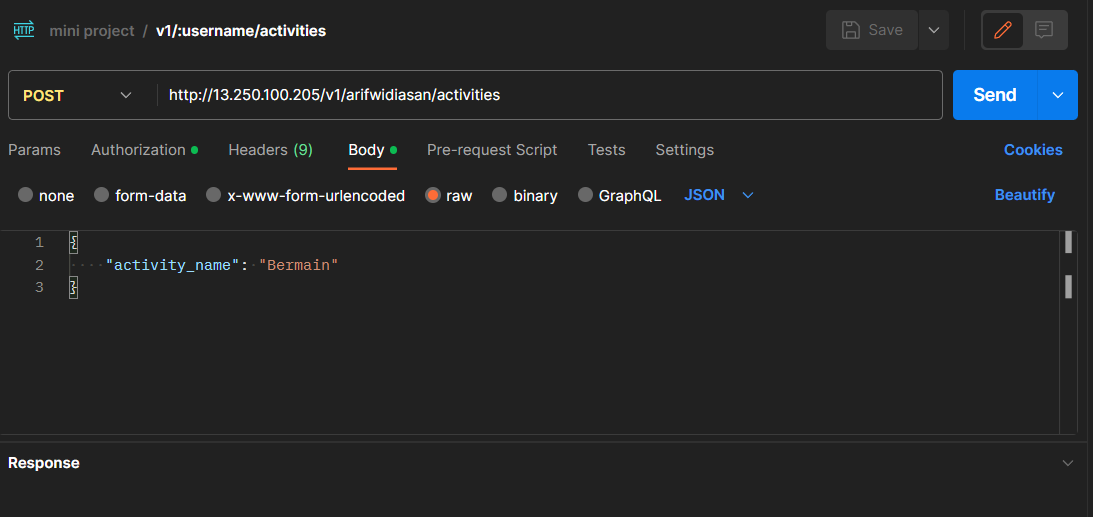 HTTP mini project / v1/:username/activities Save
POST http://13.250.100.205/v1/arifwidiasan/activities Send
Params Authorization Headers (9) Body Pre-request Script Tests Settings Cookies
none form-data x-www-form-urlencoded raw binary GraphQL JSON Beautify
1 {
2 ····"activity_name":·"Bermain"
3 }
Response